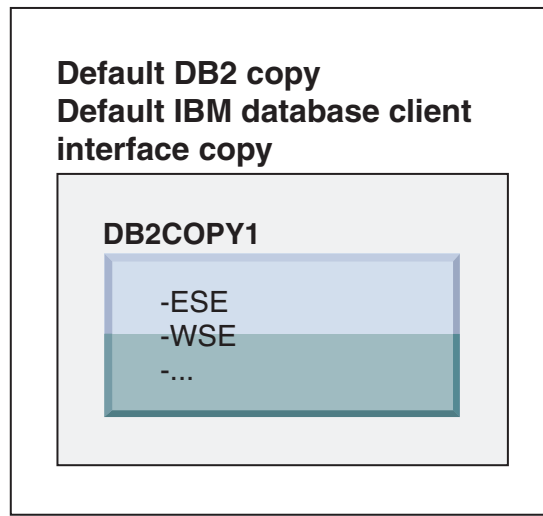 Default DB2 copy
Default IBM database client
interface copy
DB2COPY1
-ESE
-WSE
-...